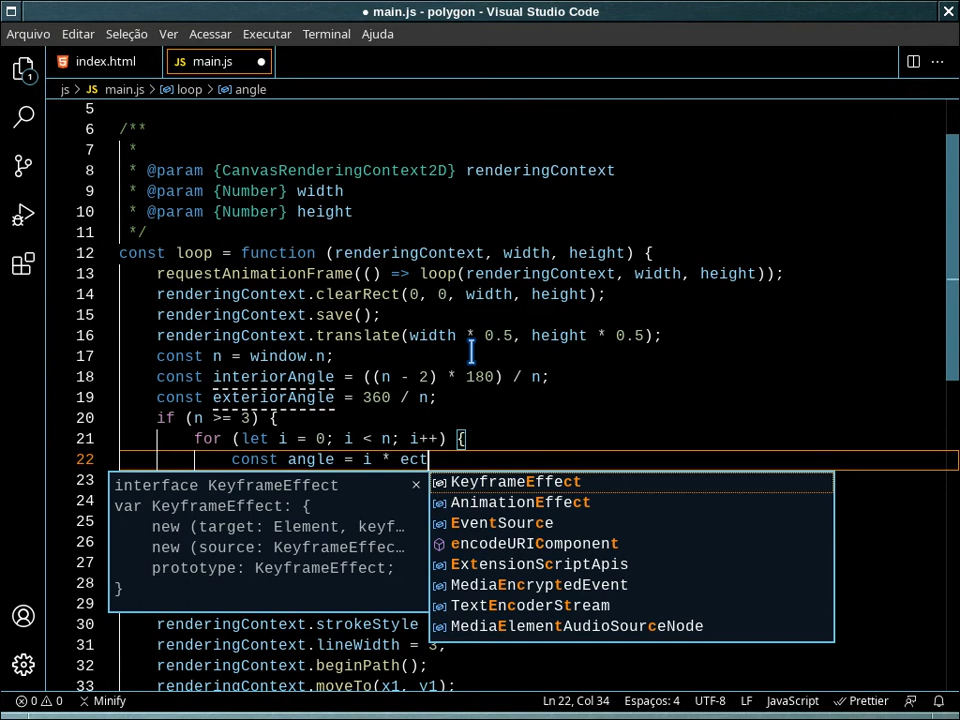 ● main.js - polygon - Visual Studio Code
Arquivo Editar Seleção Ver Acessar Executar Terminal Ajuda
index.html JS main.js ●
js > JS main.js > loop > angle
5
6 /**
7  *
8  * @param {CanvasRenderingContext2D} renderingContext
9  * @param {Number} width
10  * @param {Number} height
11  */
12 const loop = function (renderingContext, width, height) {
13 requestAnimationFrame(() => loop(renderingContext, width, height));
14 renderingContext.clearRect(0, 0, width, height);
15 renderingContext.save();
16 renderingContext.translate(width * 0.5, height * 0.5);
17 const n = window.n;
18 const interiorAngle = ((n - 2) * 180) / n;
19 const exteriorAngle = 360 / n;
20 if (n >= 3) {
21 for (let i = 0; i < n; i++) {
22 const angle = i * ect
23 interface KeyframeEffect × KeyframeEffect
24 var KeyframeEffect: { AnimationEffect
25 new (target: Element, keyf… EventSource
26 new (source: KeyframeEffec… encodeURIComponent
27 prototype: KeyframeEffect; ExtensionScriptApis
28 } MediaEncryptedEvent
29 TextEncoderStream
30 renderingContext.strokeStyle MediaElementAudioSourceNode
31 renderingContext.lineWidth = 3;
32 renderingContext.beginPath();
33 renderingContext.moveTo(x1, y1);
0 0 Minify Ln 22, Col 34 Espaços: 4 UTF-8 LF JavaScript Prettier
1